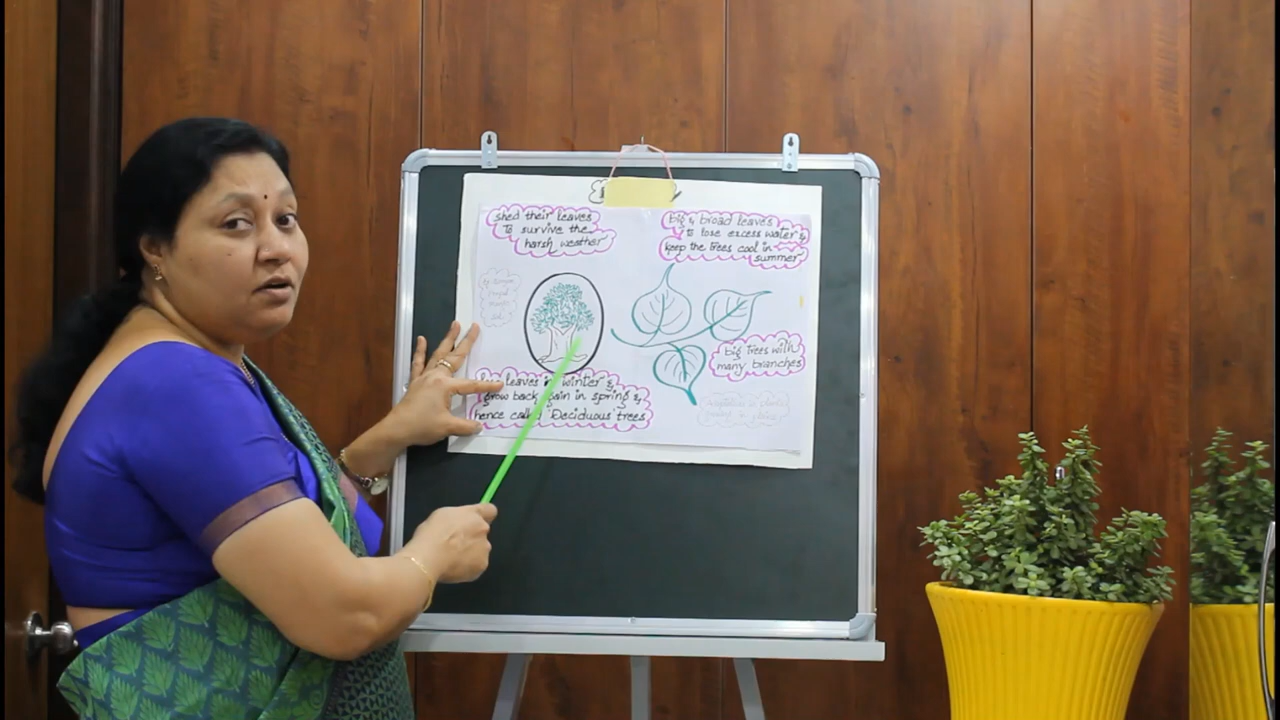 shed their leaves
to survive the
harsh weather
big & broad leaves
to lose excess water &
keep the trees cool in
summer
big trees with
many branches
leaves in winter &
grow back again in spring &
hence called 'Deciduous' trees